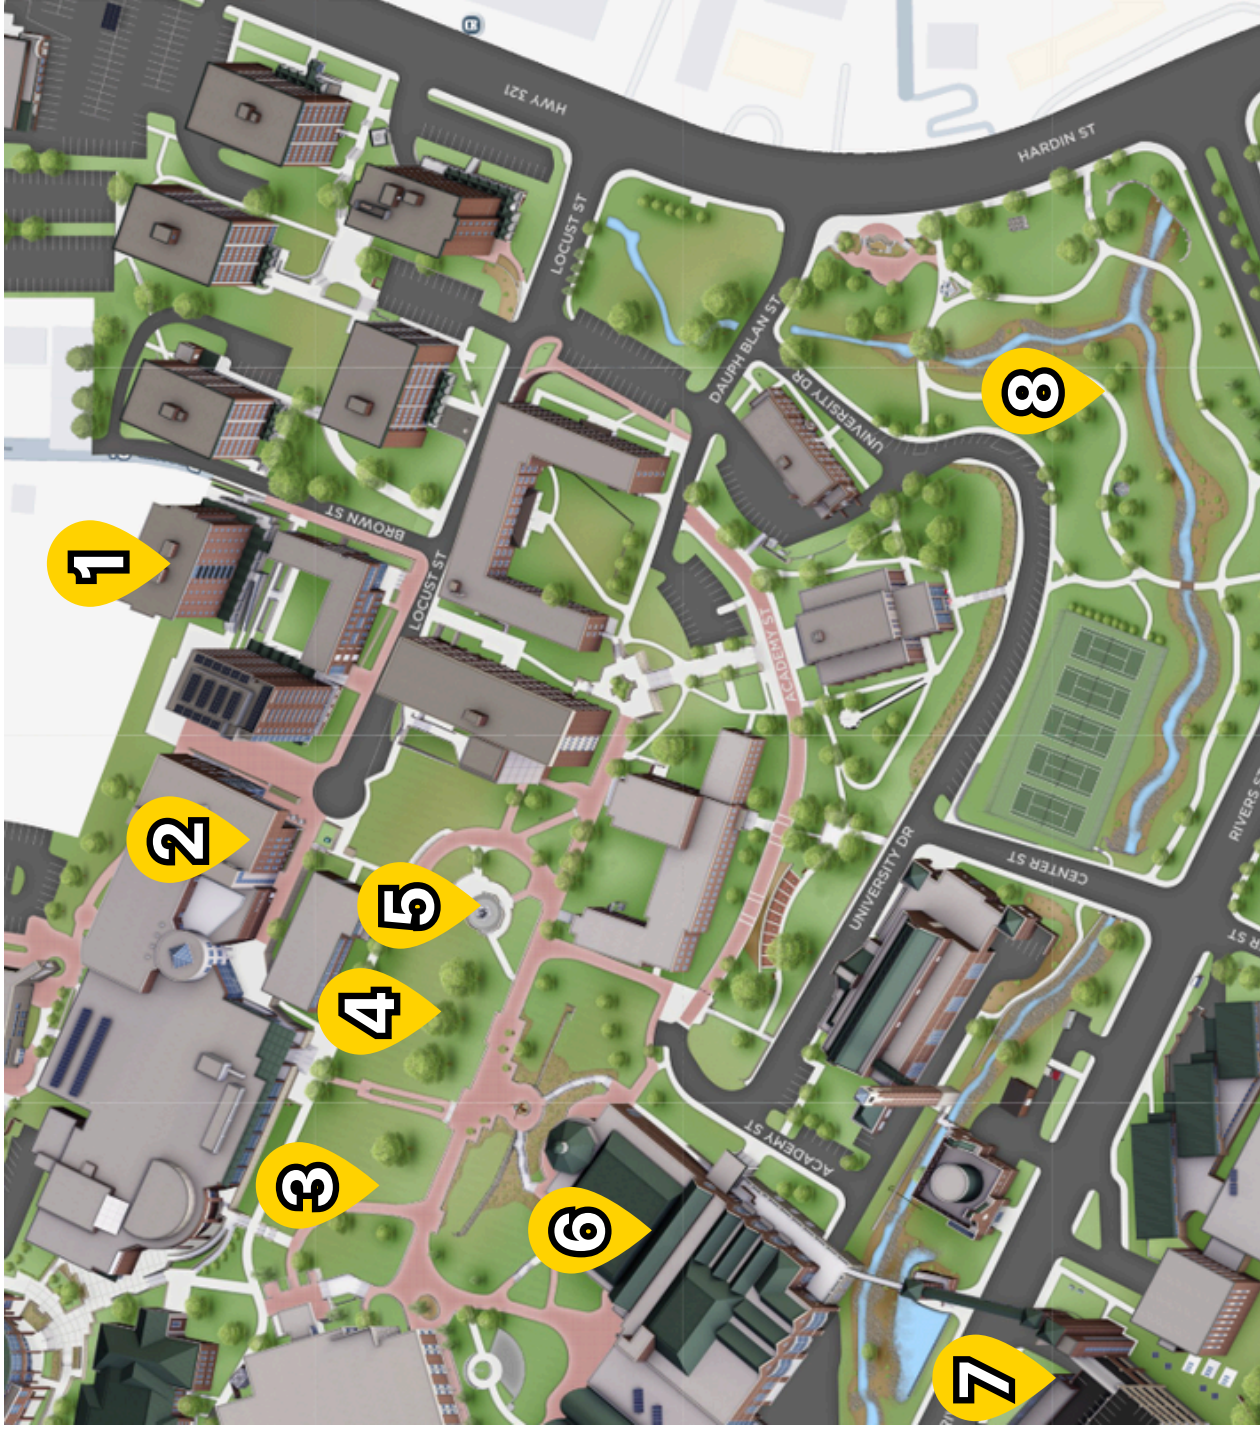 HWY 321
HARDIN ST
LOCUST ST
DAUPH BLAN ST
UNIVERSITY DR
BROWN ST
1
LOCUST ST
8
ACADEMY ST
2
5
4
UNIVERSITY DR
CENTER ST
RIVERS S
R ST
3
ACADEMY ST
6
7